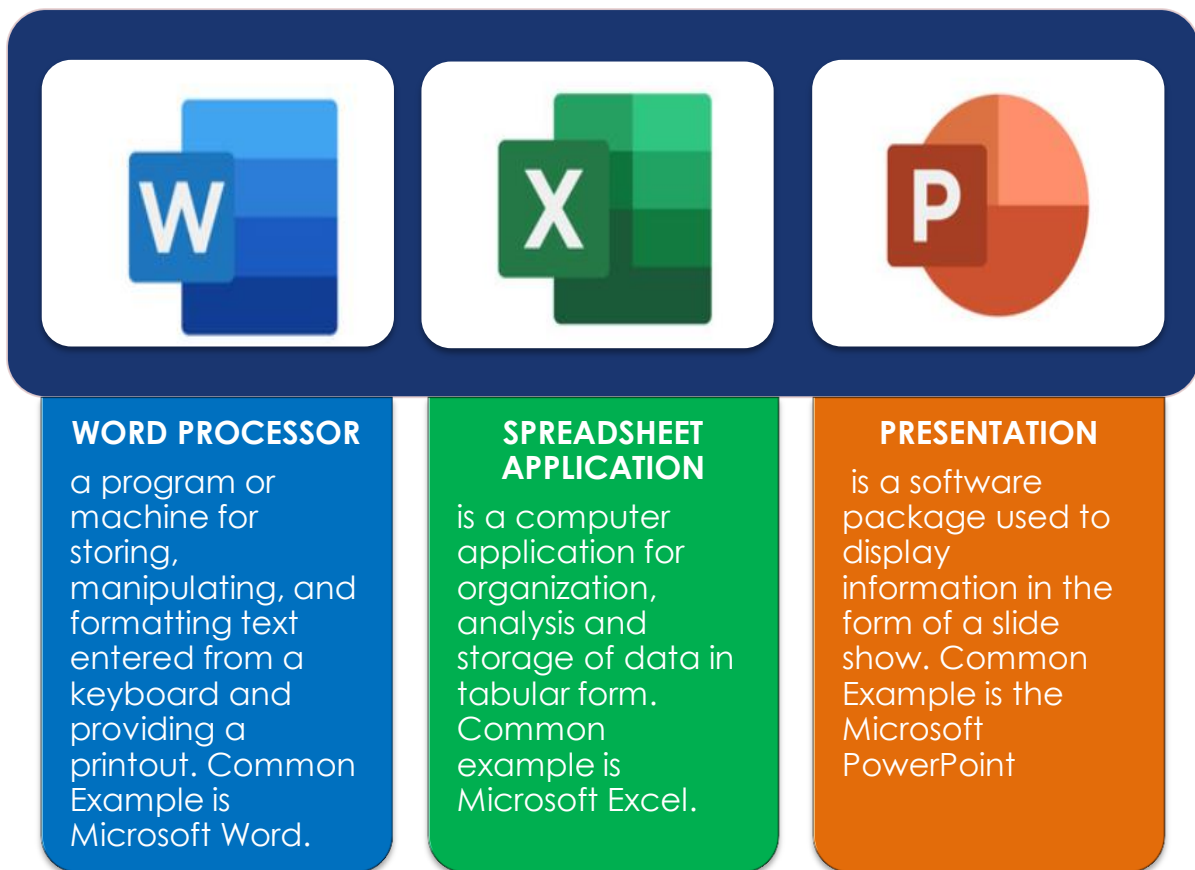 W
X
P
WORD PROCESSOR
a program or
machine for
storing,
manipulating, and
formatting text
entered from a
keyboard and
providing a
printout. Common
Example is
Microsoft Word.
SPREADSHEET
APPLICATION
is a computer
application for
organization,
analysis and
storage of data in
tabular form.
Common
example is
Microsoft Excel.
PRESENTATION
is a software
package used to
display
information in the
form of a slide
show. Common
Example is the
Microsoft
PowerPoint